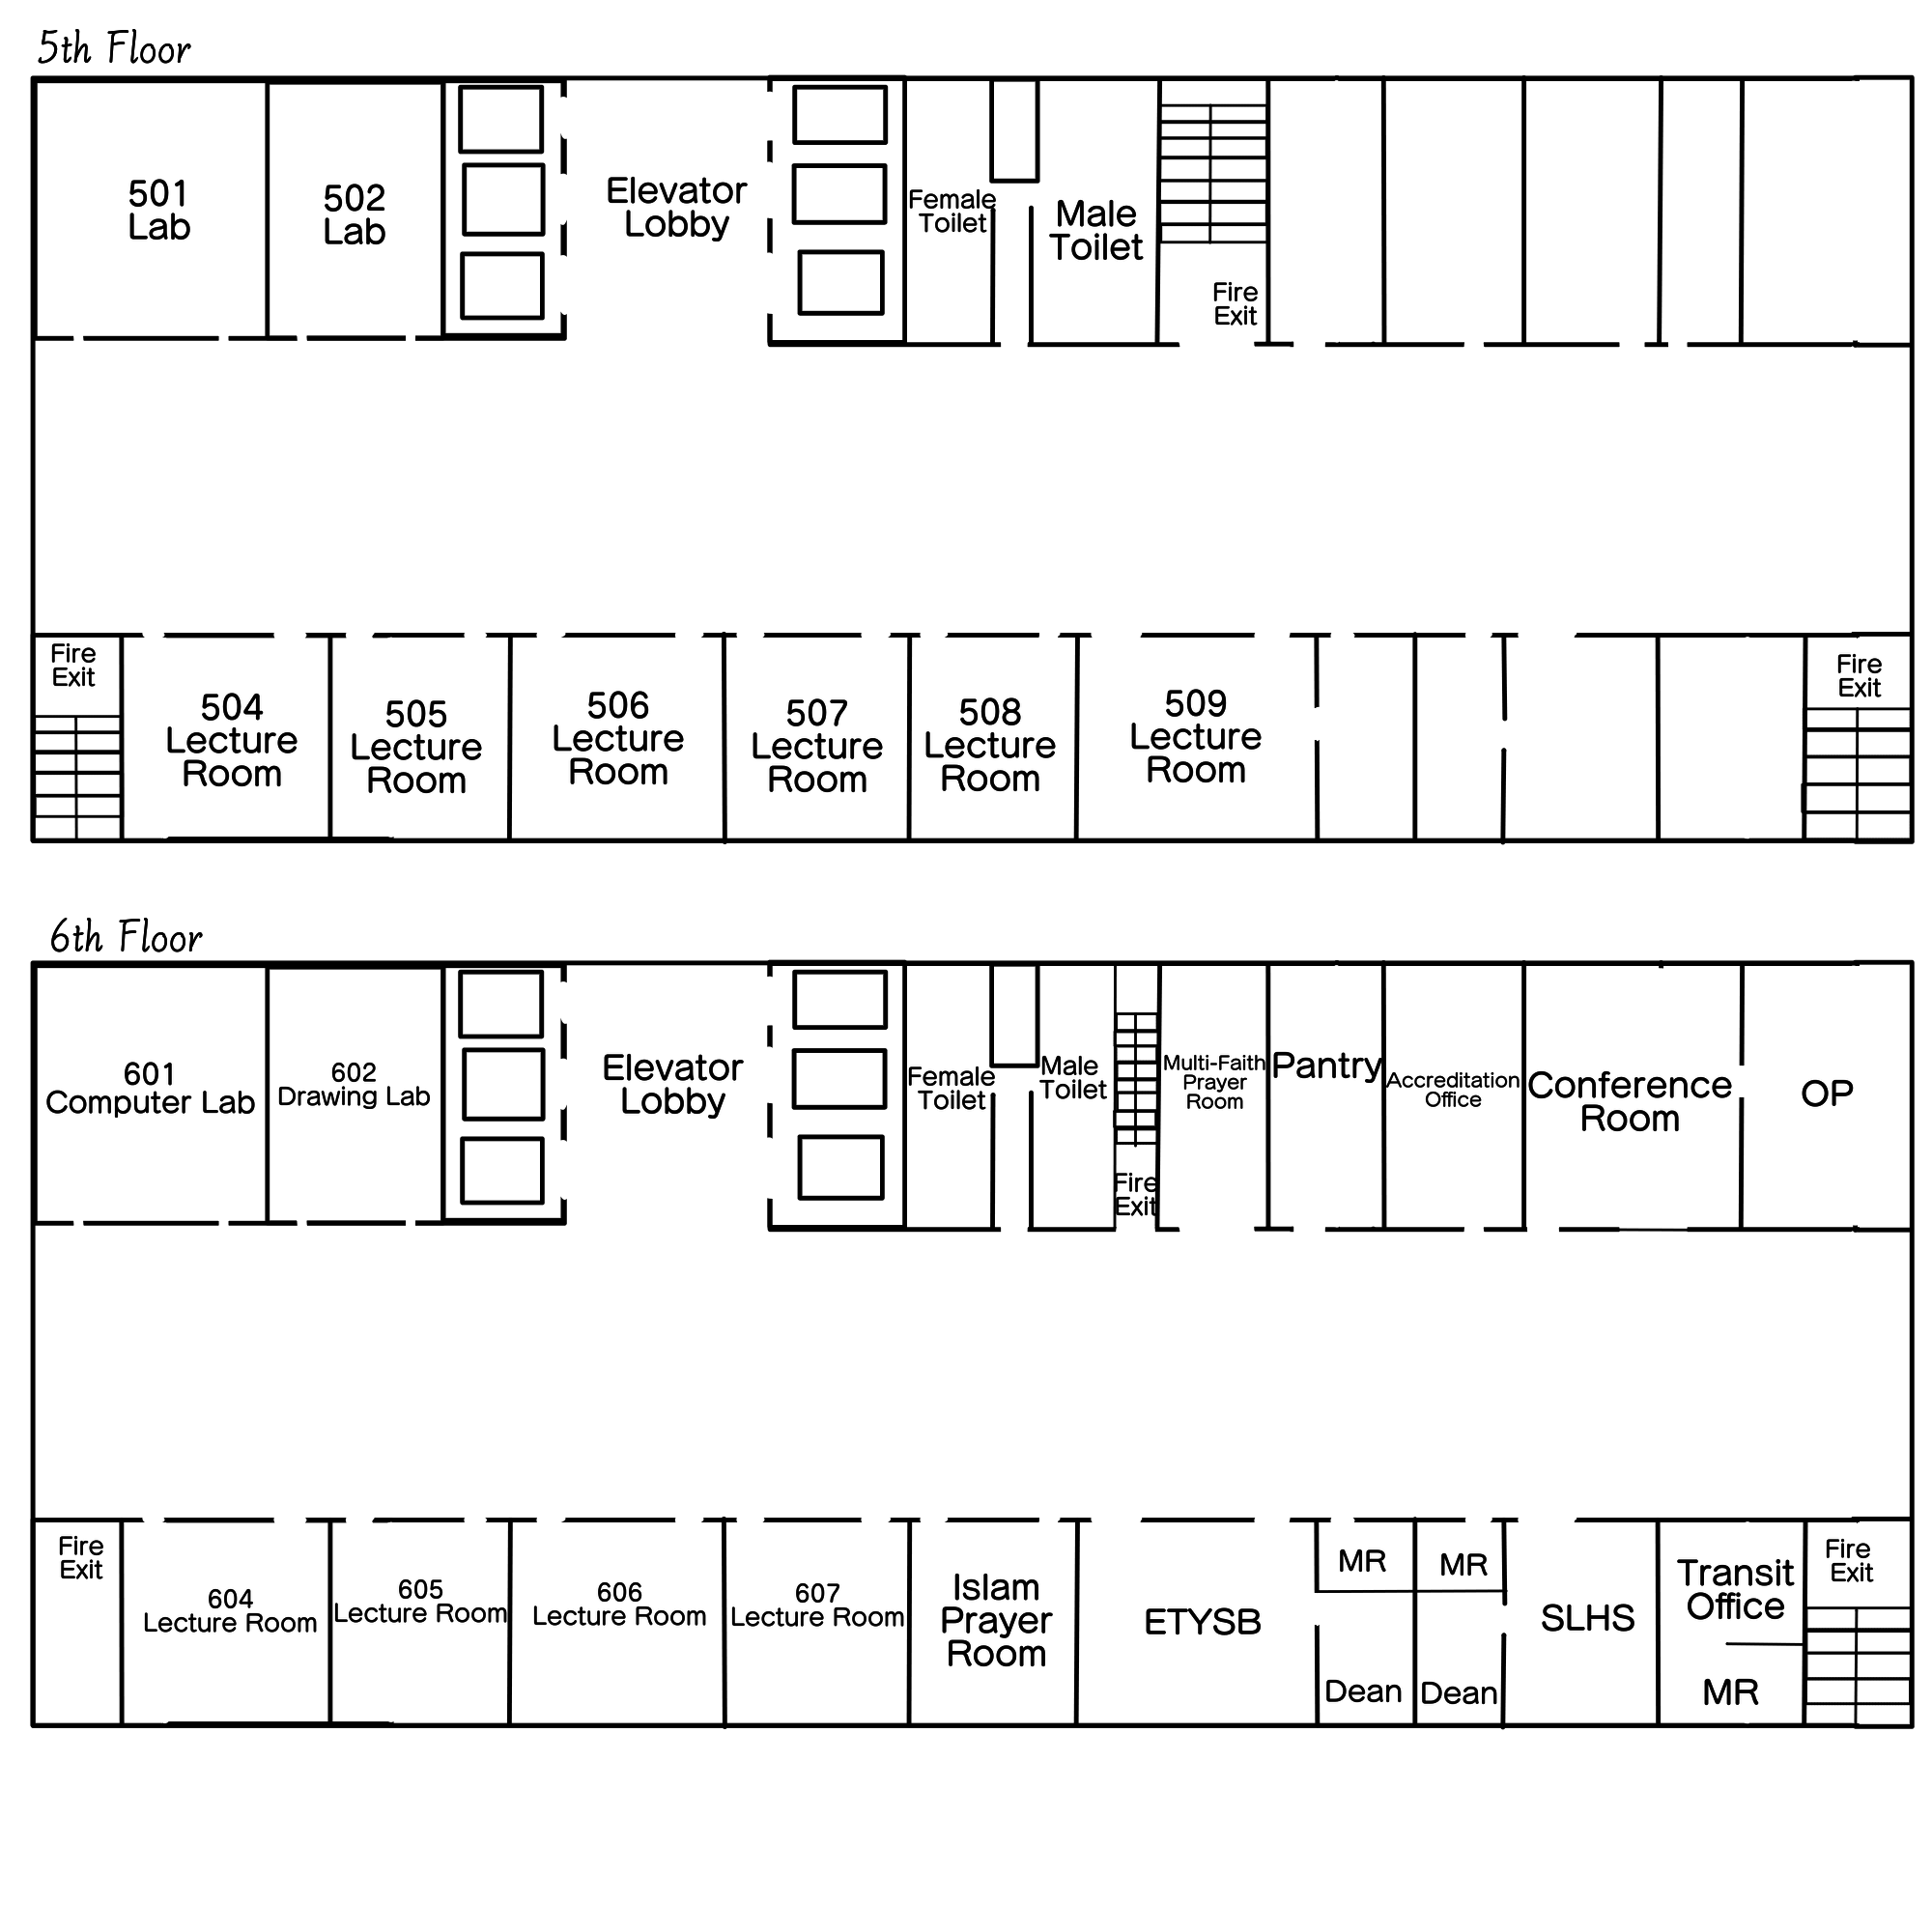 5th Floor
501
Lab
502
Lab
Elevator
Lobby
Female
Toilet
Male
Toilet
Fire
Exit
Fire
Exit
504
Lecture
Room
505
Lecture
Room
506
Lecture
Room
507
Lecture
Room
508
Lecture
Room
509
Lecture
Room
Fire
Exit
6th Floor
601
Computer Lab
602
Drawing Lab
Elevator
Lobby
Female
Toilet
Male
Toilet
Fire
Exit
Multi-Faith
Prayer
Room
Pantry
Accreditation
Office
Conference
Room
OP
Fire
Exit
604
Lecture Room
605
Lecture Room
606
Lecture Room
607
Lecture Room
Islam
Prayer
Room
ETYSB
MR
Dean
MR
Dean
SLHS
Transit
Office
MR
Fire
Exit